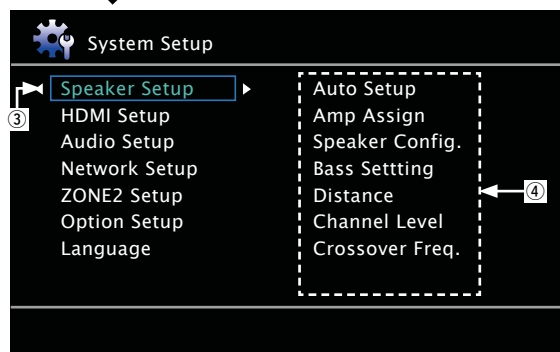 System Setup
③ Speaker Setup
HDMI Setup
Audio Setup
Network Setup
ZONE2 Setup
Option Setup
Language
Auto Setup
Amp Assign
Speaker Config.
Bass Settting
Distance
Channel Level
Crossover Freq.
④